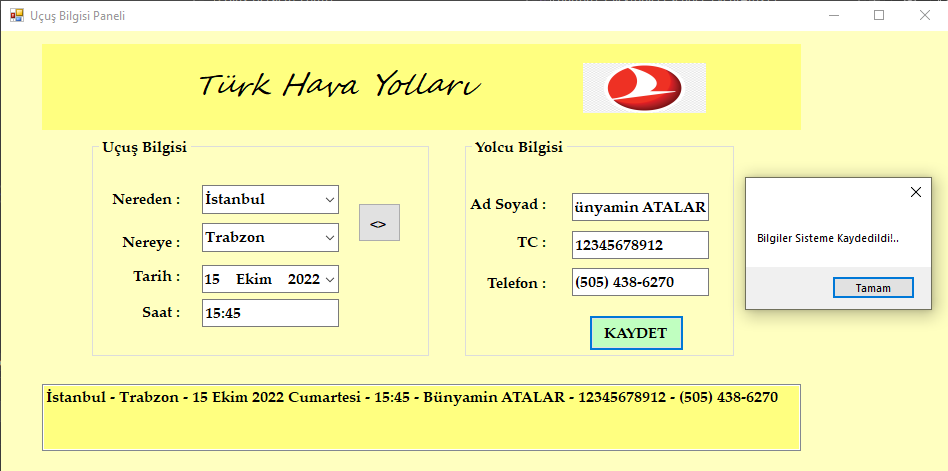 Uçuş Bilgisi Paneli
Türk Hava Yolları
Uçuş Bilgisi
Nereden :
İstanbul
Nereye :
Trabzon
<>
Tarih :
15 Ekim 2022
Saat :
15:45
Yolcu Bilgisi
Ad Soyad :
ünyamin ATALAR
TC :
12345678912
Telefon :
(505) 438-6270
KAYDET
Bilgiler Sisteme Kaydedildi!..
Tamam
İstanbul - Trabzon - 15 Ekim 2022 Cumartesi - 15:45 - Bünyamin ATALAR - 12345678912 - (505) 438-6270